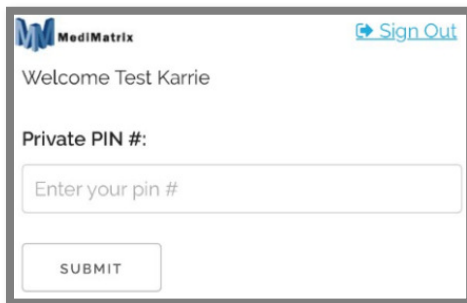 MediMatrix
Sign Out
Welcome Test Karrie
Private PIN #:
Enter your pin #
SUBMIT